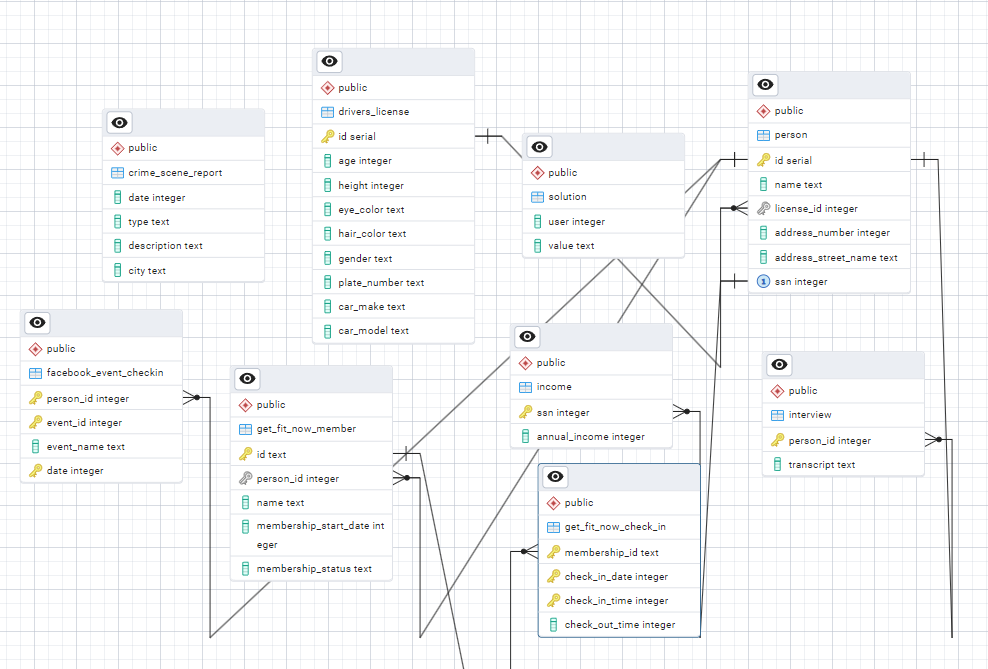 public
drivers_license
id serial
age integer
height integer
eye_color text
hair_color text
gender text
plate_number text
car_make text
car_model text
public
person
id serial
name text
license_id integer
address_number integer
address_street_name text
1
ssn integer
public
crime_scene_report
date integer
type text
description text
city text
public
solution
user integer
value text
public
facebook_event_checkin
person_id integer
event_id integer
event_name text
date integer
public
get_fit_now_member
id text
person_id integer
name text
membership_start_date int
eger
membership_status text
public
income
ssn integer
annual_income integer
public
interview
person_id integer
transcript text
public
get_fit_now_check_in
membership_id text
check_in_date integer
check_in_time integer
check_out_time integer